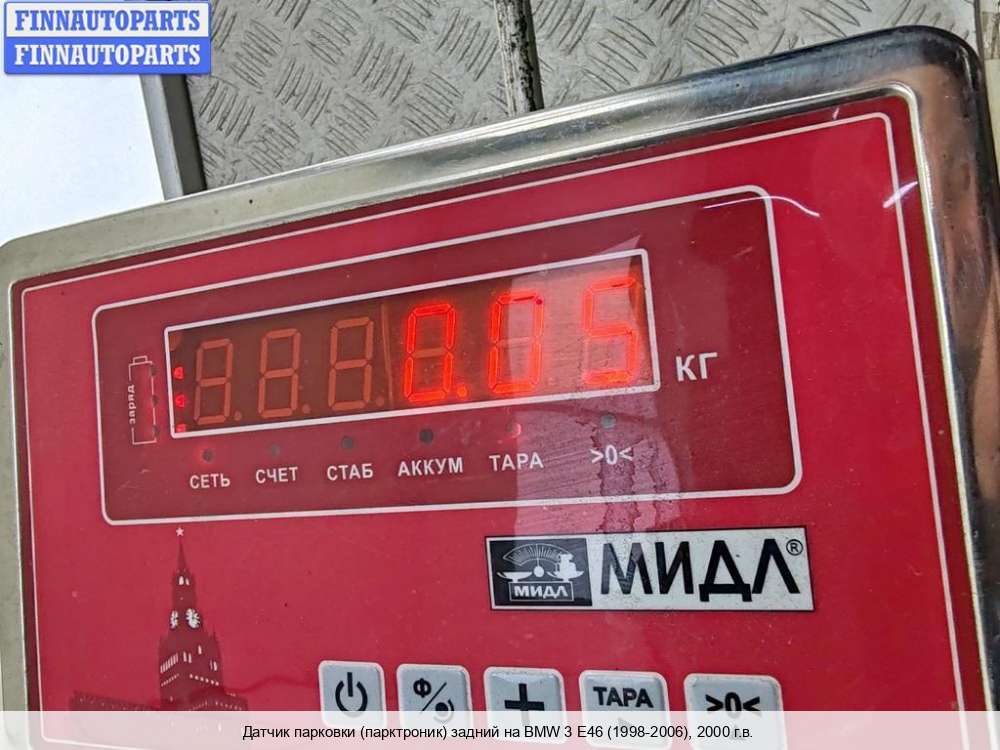 FINNAUTOPARTS
FINNAUTOPARTS
0.05
КГ
заряд
СЕТЬ СЧЕТ СТАБ АККУМ ТАРА >0<
МИДЛ МИДЛ®
Ф ТАРА >0<
Датчик парковки (парктроник) задний на BMW 3 E46 (1998-2006), 2000 г.в.